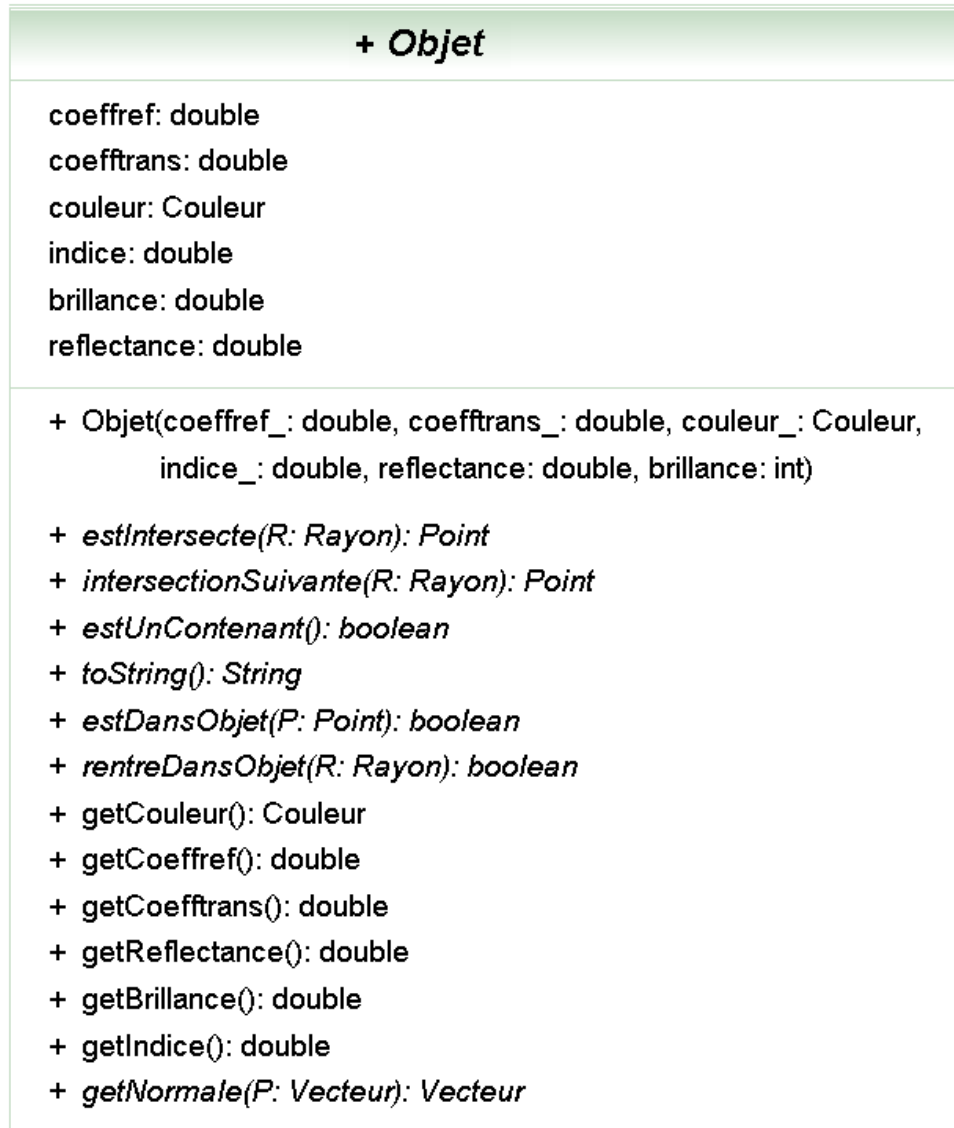 + Objet
coeffref: double
coefftrans: double
couleur: Couleur
indice: double
brillance: double
reflectance: double
+ Objet(coeffref_: double, coefftrans_: double, couleur_: Couleur,
indice_: double, reflectance: double, brillance: int)
+ estIntersecte(R: Rayon): Point
+ intersectionSuivante(R: Rayon): Point
+ estUnContenant(): boolean
+ toString(): String
+ estDansObjet(P: Point): boolean
+ rentreDansObjet(R: Rayon): boolean
+ getCouleur(): Couleur
+ getCoeffref(): double
+ getCoefftrans(): double
+ getReflectance(): double
+ getBrillance(): double
+ getIndice(): double
+ getNormale(P: Vecteur): Vecteur